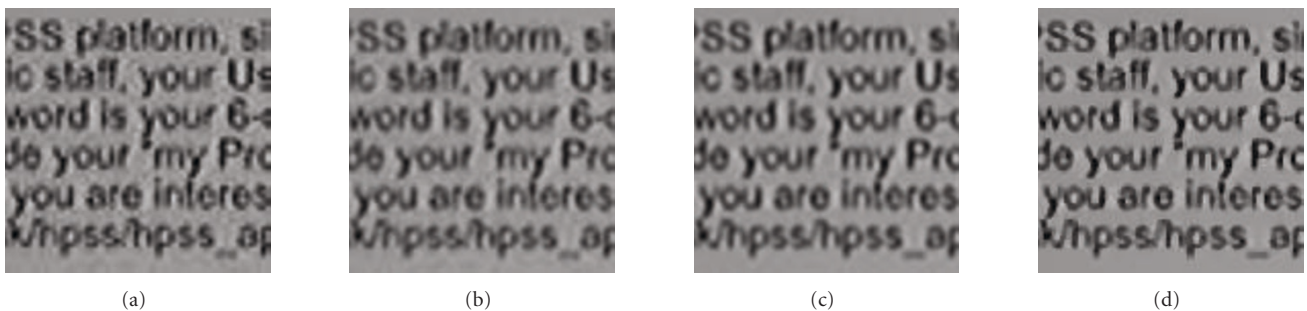 SS platform, si
ic staff, your Us
word is your 6-
de your "my Pro
you are interes
k/hpss/hpss_ap
(a)
SS platform, si
ic staff, your Us
word is your 6-
de your "my Pro
you are interes
k/hpss/hpss_ap
(b)
SS platform, si
ic staff, your Us
word is your 6-
de your "my Pro
you are interes
k/hpss/hpss_ap
(c)
SS platform, si
ic staff, your Us
word is your 6-
de your "my Pro
you are interes
k/hpss/hpss_ap
(d)